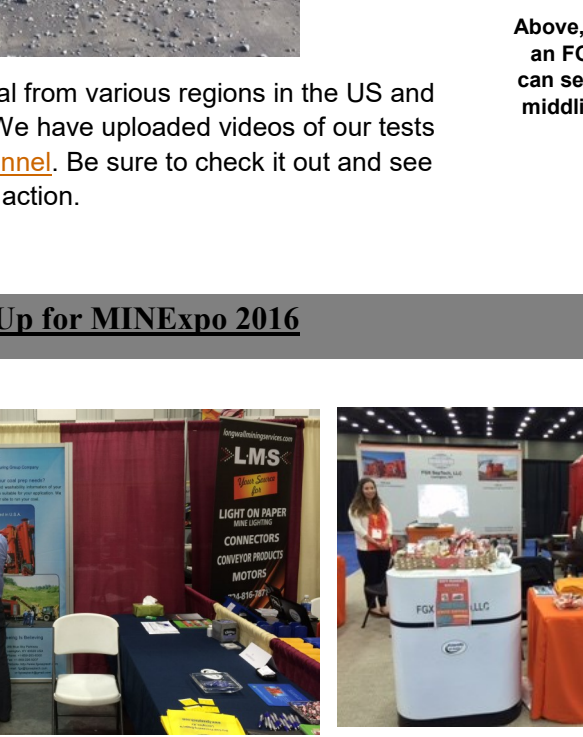 Above,
an FG
can se
middli
al from various regions in the US and
We have uploaded videos of our tests
nnel. Be sure to check it out and see
action.
Up for MINExpo 2016
longwallminingservices.com
L·M·S
Your Source
for
LIGHT ON PAPER
MINE LIGHTING
CONNECTORS
CONVEYOR PRODUCTS
MOTORS
FGX SepTech, LLC
FGX
LLC